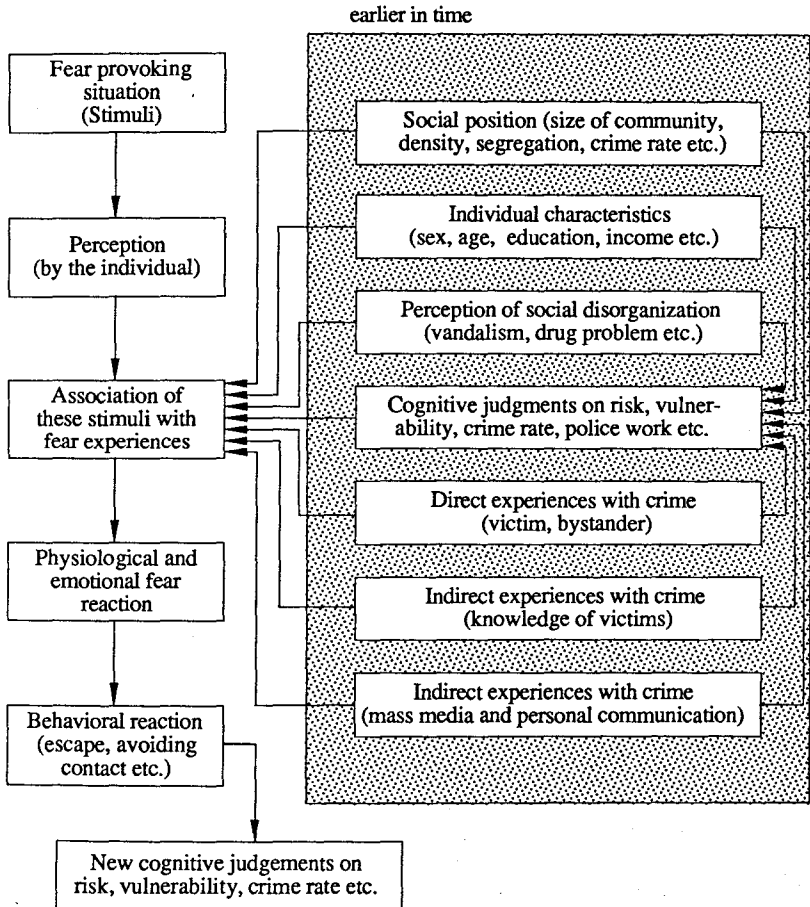 earlier in time
Fear provoking
situation
(Stimuli)
Perception
(by the individual)
Association of
these stimuli with
fear experiences
Physiological and
emotional fear
reaction
Behavioral reaction
(escape, avoiding
contact etc.)
New cognitive judgements on
risk, vulnerability, crime rate etc.
Social position (size of community,
density, segregation, crime rate etc.)
Individual characteristics
(sex, age, education, income etc.)
Perception of social disorganization
(vandalism, drug problem etc.)
Cognitive judgments on risk, vulner-
ability, crime rate, police work etc.
Direct experiences with crime
(victim, bystander)
Indirect experiences with crime
(knowledge of victims)
Indirect experiences with crime
(mass media and personal communication)